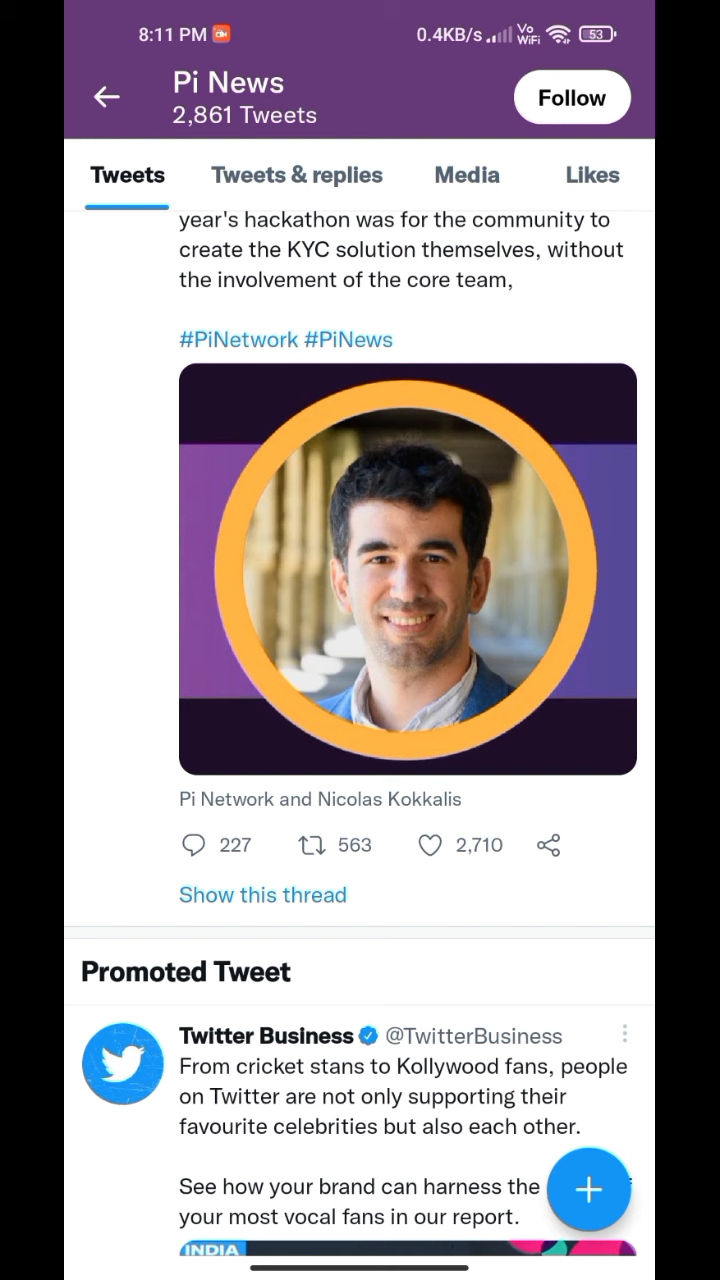 8:11 PM
0.4KB/s Vo WiFi 53
Pi News
2,861 Tweets
Follow
Tweets Tweets & replies Media Likes
year's hackathon was for the community to
create the KYC solution themselves, without
the involvement of the core team,
#PiNetwork #PiNews
Pi Network and Nicolas Kokkalis
227 563 2,710
Show this thread
Promoted Tweet
Twitter Business @TwitterBusiness
From cricket stans to Kollywood fans, people
on Twitter are not only supporting their
favourite celebrities but also each other.
See how your brand can harness the
your most vocal fans in our report.
INDIA